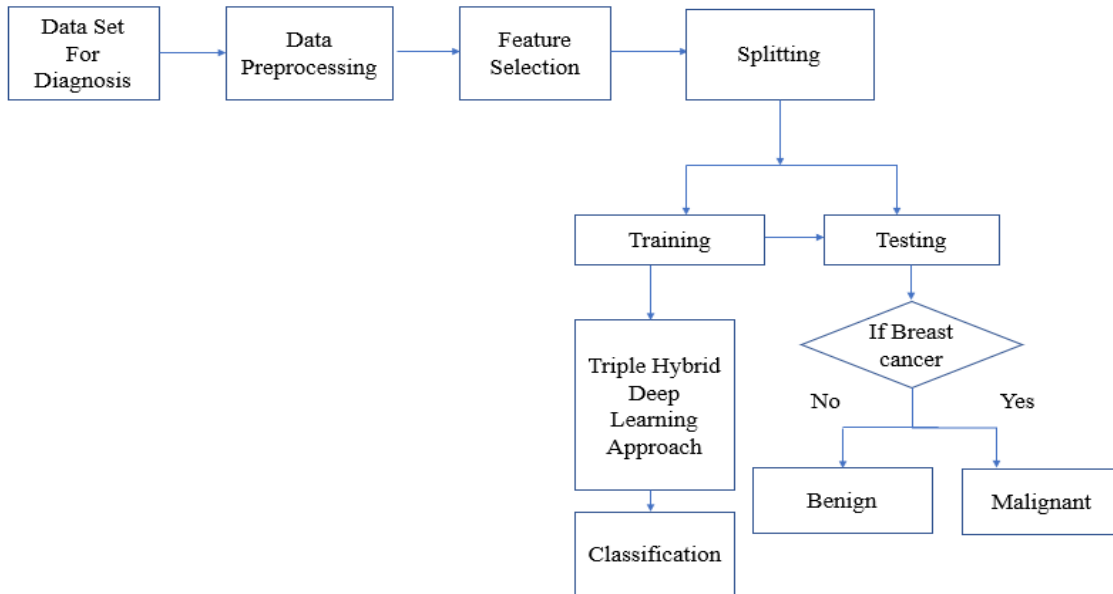 Data Set
For
Diagnosis
Data
Preprocessing
Feature
Selection
Splitting
Training
Testing
If Breast
cancer
Triple Hybrid
Deep
Learning
Approach
No
Yes
Benign
Malignant
Classification